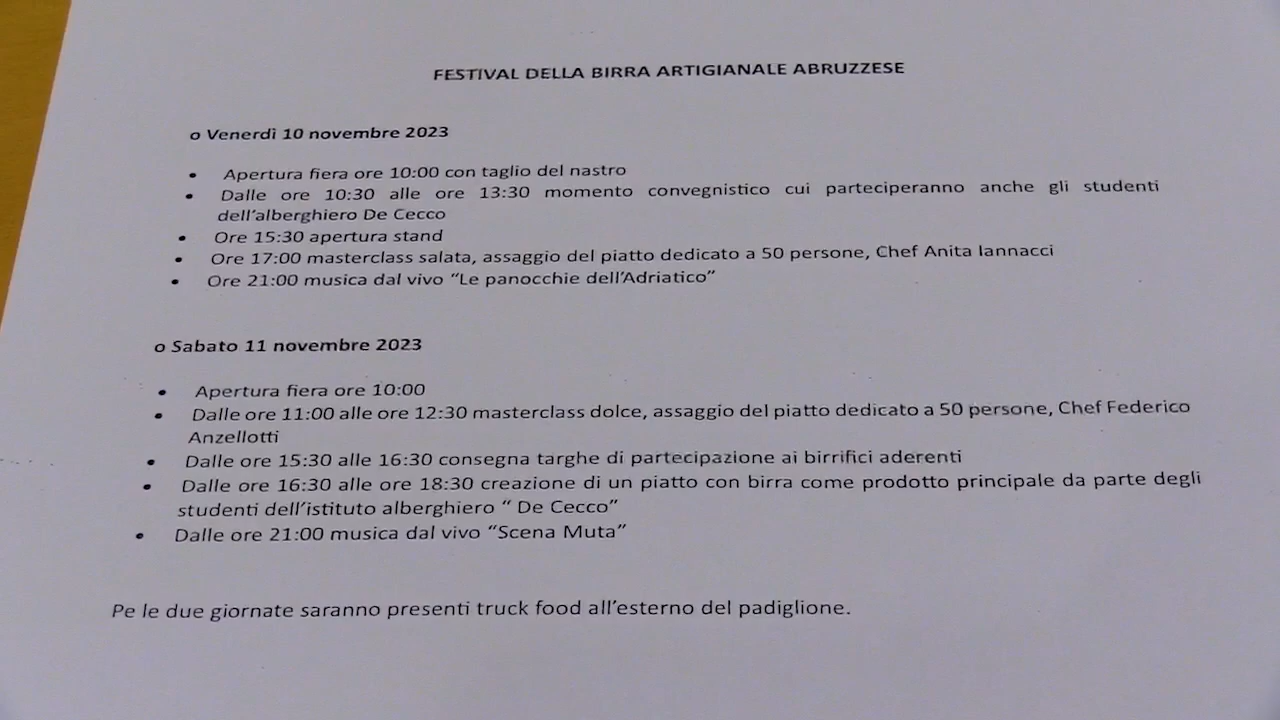 FESTIVAL DELLA BIRRA ARTIGIANALE ABRUZZESE
o Venerdì 10 novembre 2023
• Apertura fiera ore 10:00 con taglio del nastro
• Dalle ore 10:30 alle ore 13:30 momento convegnistico cui parteciperanno anche gli studenti
dell'alberghiero De Cecco
• Ore 15:30 apertura stand
• Ore 17:00 masterclass salata, assaggio del piatto dedicato a 50 persone, Chef Anita Iannacci
• Ore 21:00 musica dal vivo “Le panocchie dell'Adriatico”
o Sabato 11 novembre 2023
• Apertura fiera ore 10:00
• Dalle ore 11:00 alle ore 12:30 masterclass dolce, assaggio del piatto dedicato a 50 persone, Chef Federico
Anzellotti
• Dalle ore 15:30 alle 16:30 consegna targhe di partecipazione ai birrifici aderenti
• Dalle ore 16:30 alle ore 18:30 creazione di un piatto con birra come prodotto principale da parte degli
studenti dell'istituto alberghiero “ De Cecco”
• Dalle ore 21:00 musica dal vivo “Scena Muta”
Pe le due giornate saranno presenti truck food all'esterno del padiglione.